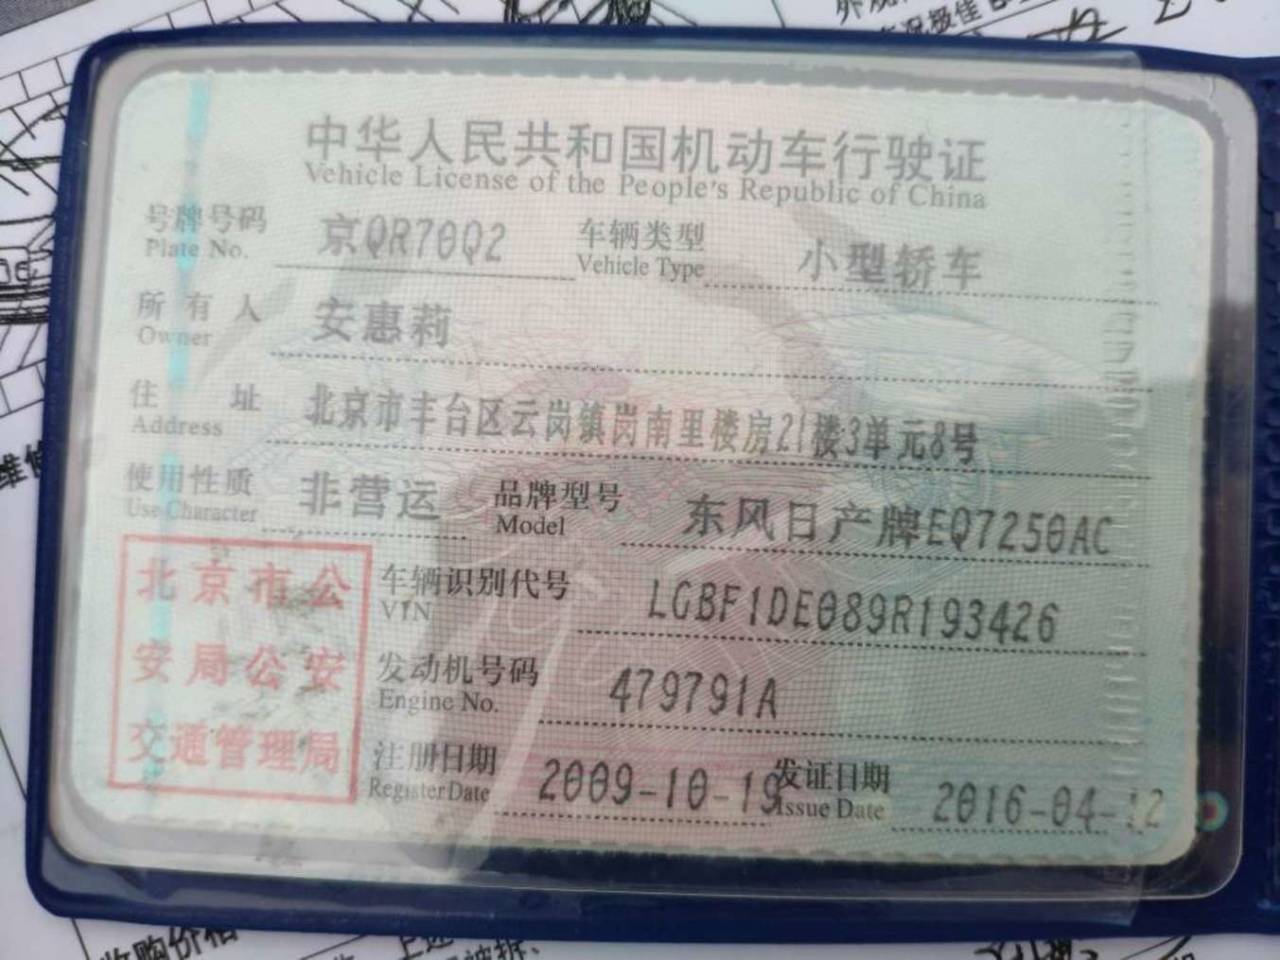 中华人民共和国机动车行驶证
Vehicle License of the People's Republic of China
号牌号码 京QR70Q2 车辆类型 小型轿车
Plate No. Vehicle Type
所有人 安惠莉
Owner
住址 北京市丰台区云岗镇岗南里楼房21楼3单元8号
Address
使用性质 非营运 品牌型号 东风日产牌EQ7250AC
Use Character Model
北京市公
安局公安
交通管理局
车辆识别代号 LGBF1DE089R193426
VIN
发动机号码 479791A
Engine No.
注册日期 2009-10-19 发证日期 2016-04-12
Register Date Issue Date
收购价格